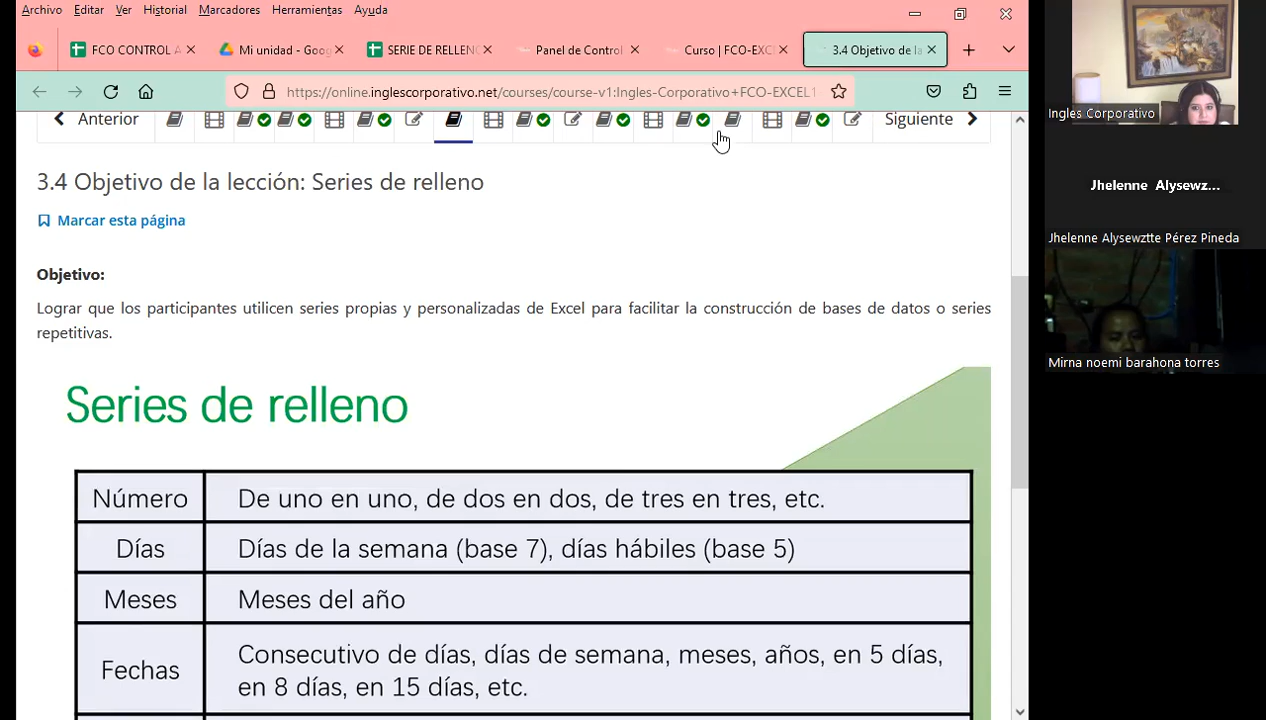 Archivo Editar Ver Historial Marcadores Herramientas Ayuda
FCO CONTROL A
Mi unidad - Goog
SERIE DE RELLENO
Panel de Control
Curso | FCO-EXCEL
3.4 Objetivo de la
https://online.inglescorporativo.net/courses/course-v1:Ingles-Corporativo+FCO-EXCEL1
Anterior
Siguiente
3.4 Objetivo de la lección: Series de relleno
Marcar esta página
Objetivo:
Lograr que los participantes utilicen series propias y personalizadas de Excel para facilitar la construcción de bases de datos o series
repetitivas.
Series de relleno
Número De uno en uno, de dos en dos, de tres en tres, etc.
Días Días de la semana (base 7), días hábiles (base 5)
Meses Meses del año
Fechas Consecutivo de días, días de semana, meses, años, en 5 días,
en 8 días, en 15 días, etc.
Ingles Corporativo
Jhelenne Alysewz...
Jhelenne Alysewztte Pérez Pineda
Mirna noemi barahona torres